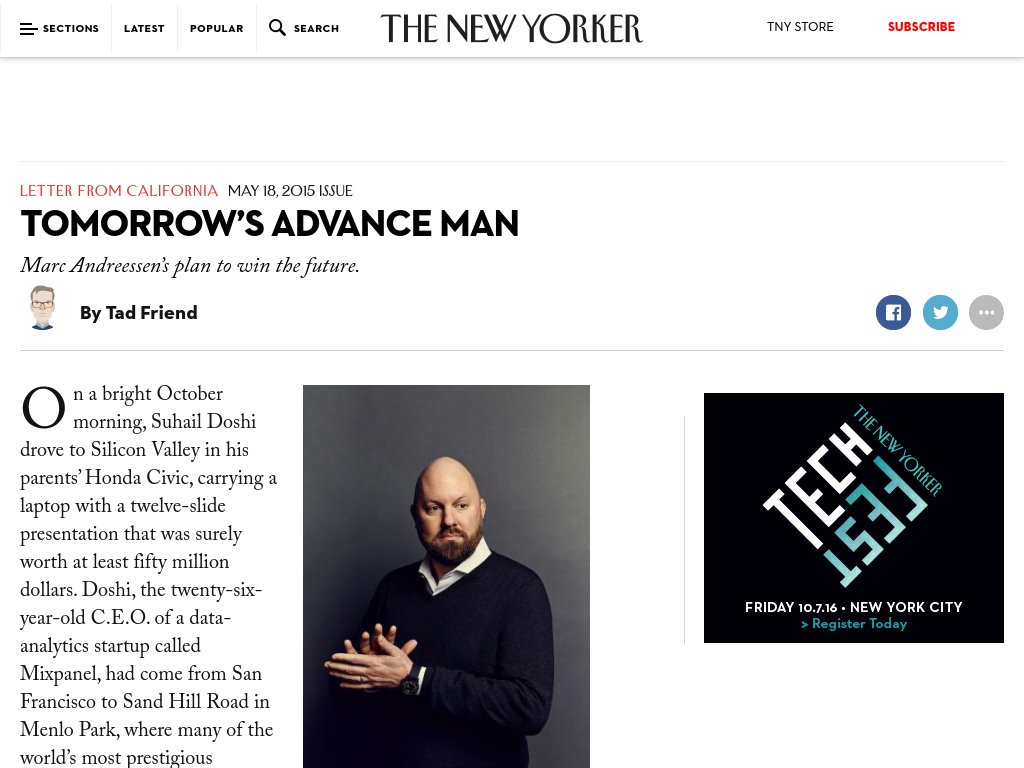 SECTIONS
LATEST
POPULAR
SEARCH
THE NEW YORKER
TNY STORE
SUBSCRIBE
LETTER FROM CALIFORNIA MAY 18, 2015 ISSUE
TOMORROW'S ADVANCE MAN
Marc Andreessen's plan to win the future.
By Tad Friend
On a bright October
morning, Suhail Doshi
drove to Silicon Valley in his
parents' Honda Civic, carrying a
laptop with a twelve-slide
presentation that was surely
worth at least fifty million
dollars. Doshi, the twenty-six-
year-old C.E.O. of a data-
analytics startup called
Mixpanel, had come from San
Francisco to Sand Hill Road in
Menlo Park, where many of the
world's most prestigious
THE NEW YORKER
TECH
FEST
FRIDAY 10.7.16 • NEW YORK CITY
> Register Today